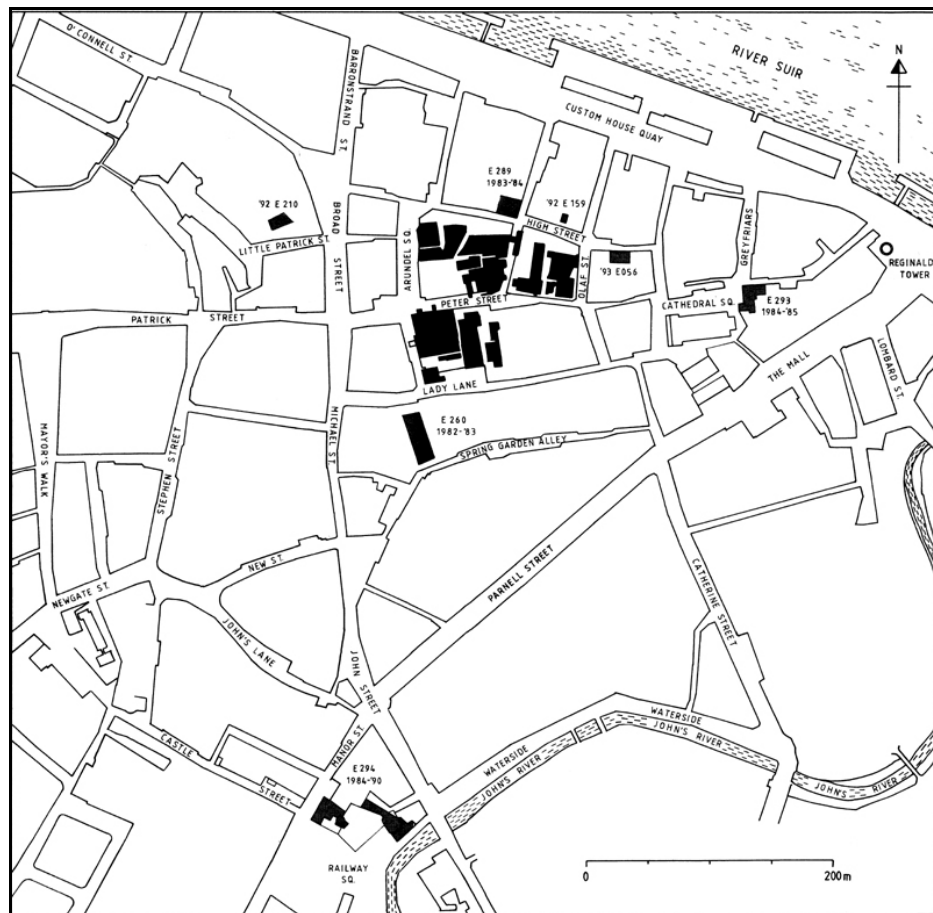 O'CONNELL ST.
BARRONSTRAND ST.
RIVER SUIR
N
CUSTOM HOUSE QUAY
E 289
1983-'84
'92 E 159
'92 E 210
LITTLE PATRICK ST.
BROAD STREET
ARUNDEL SQ.
HIGH STREET
OLAF ST.
'93 E056
GREYFRIARS
REGINALD
TOWER
PETER STREET
CATHEDRAL SQ.
E 293
1984-'85
PATRICK STREET
THE MALL
LOMBARD ST.
LADY LANE
E 260
1982-'83
SPRING GARDEN ALLEY
MICHAEL ST.
MAYOR'S WALK
STEPHEN STREET
NEW ST.
NEWGATE ST.
PARNELL STREET
CATHERINE STREET
JOHN'S LANE
JOHN STREET
WATERSIDE
JOHN'S RIVER
CASTLE STREET
MANOR ST.
WATERSIDE
JOHN'S RIVER
JOHN'S RIVER
E 294
1984-'90
RAILWAY
SQ.
0
200m